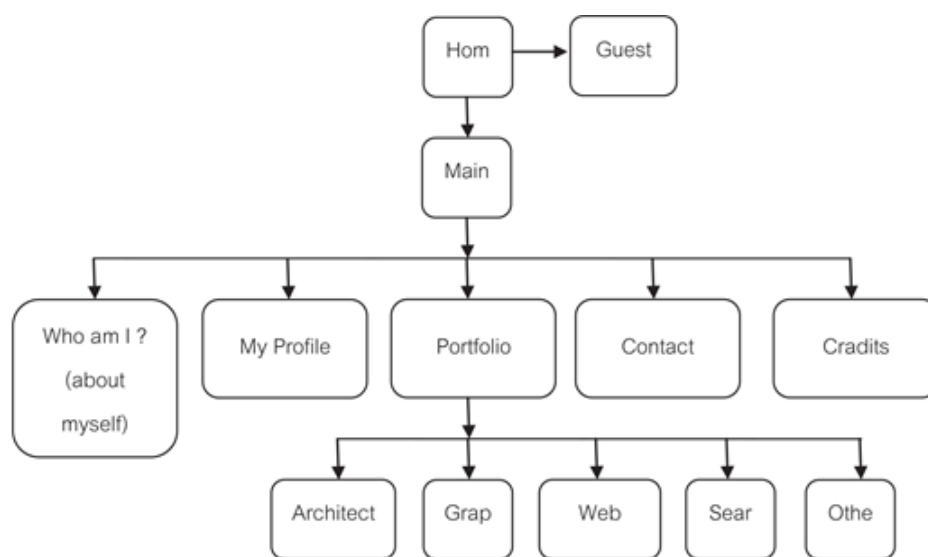 Hom
Guest
Main
Who am I ?
(about
myself)
My Profile
Portfolio
Contact
Cradits
Architect
Grap
Web
Sear
Othe